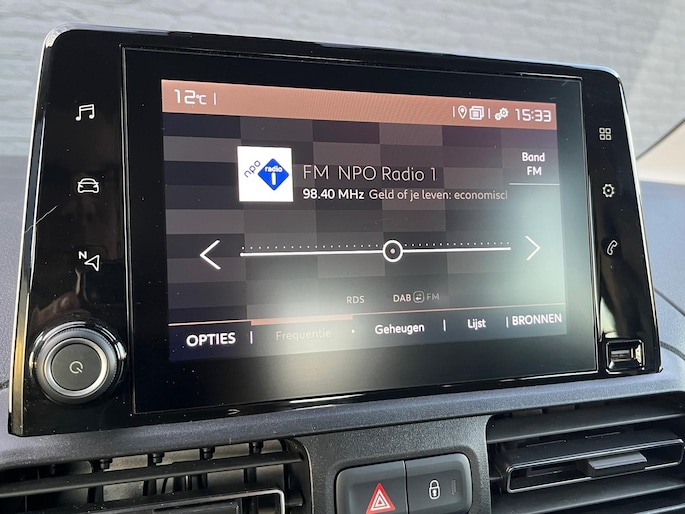 12°C
15:33
npo radio 1
FM NPO Radio 1
98.40 MHz Geld of je leven: economisc
Band
FM
RDS DAB FM
OPTIES Frequentie Geheugen Lijst BRONNEN
N